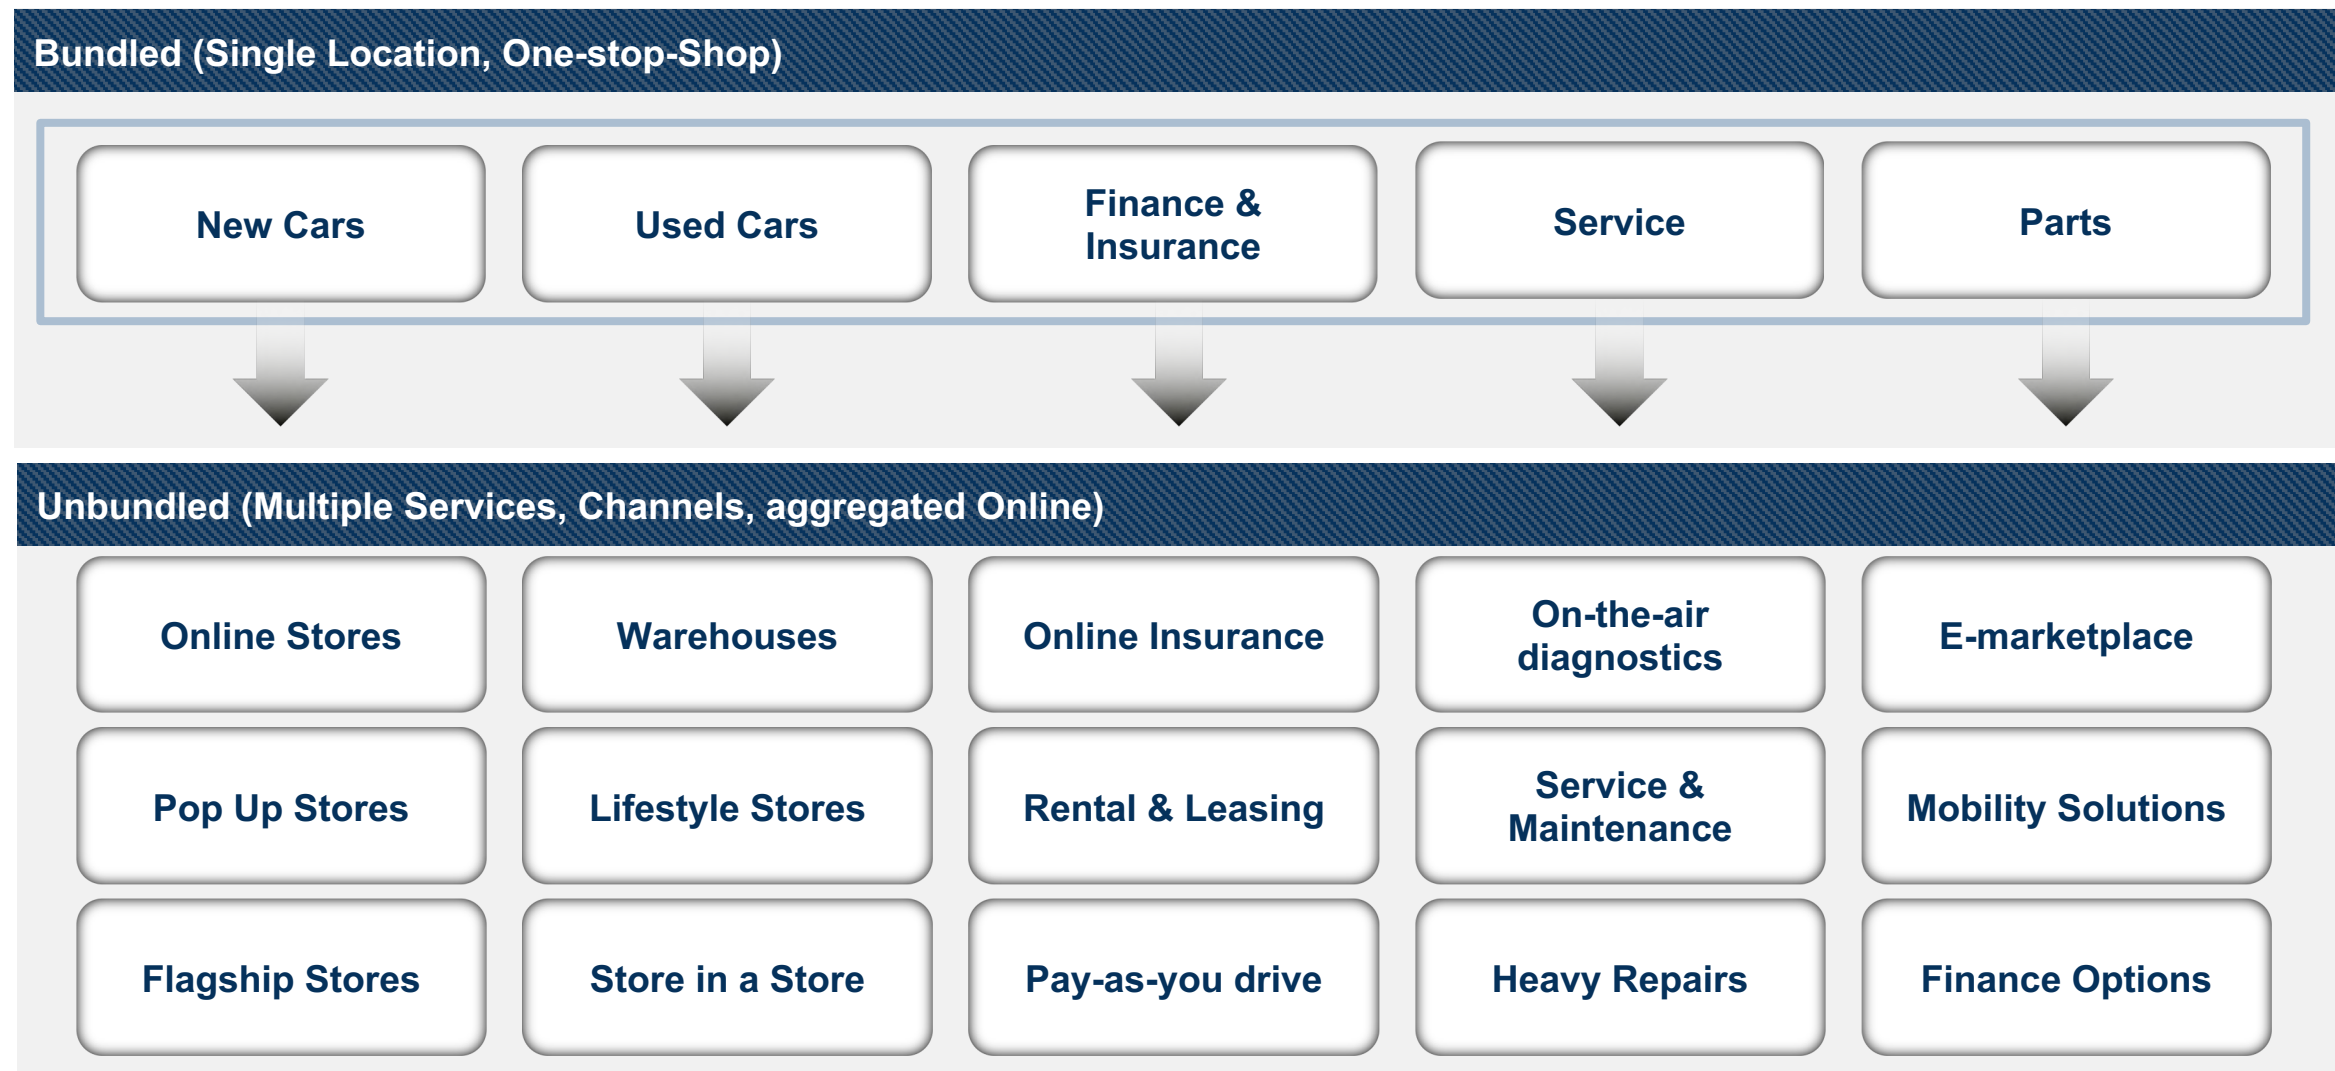 Bundled (Single Location, One-stop-Shop)
New Cars
Used Cars
Finance &
Insurance
Service
Parts
Unbundled (Multiple Services, Channels, aggregated Online)
Online Stores
Warehouses
Online Insurance
On-the-air
diagnostics
E-marketplace
Pop Up Stores
Lifestyle Stores
Rental & Leasing
Service &
Maintenance
Mobility Solutions
Flagship Stores
Store in a Store
Pay-as-you drive
Heavy Repairs
Finance Options